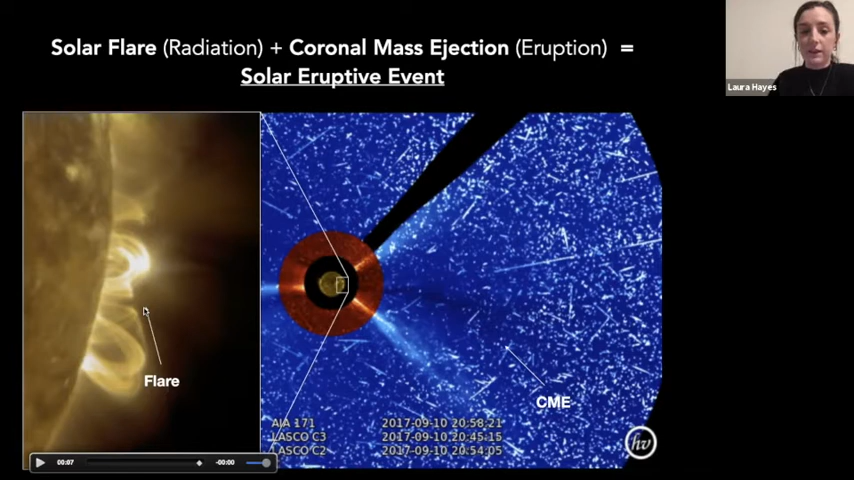 Solar Flare (Radiation) + Coronal Mass Ejection (Eruption) =
Solar Eruptive Event
Laura Hayes
Flare
CME
AIA 171 2017-09-10 20:58:21
LASCO C3 2017-09-10 20:45:15
LASCO C2 2017-09-10 20:54:05
hv
00:07 -00:00